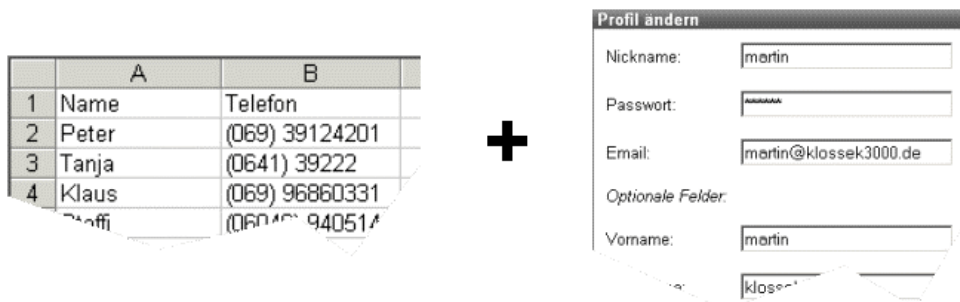 A B
1 Name Telefon
2 Peter (069) 39124201
3 Tanja (0641) 39222
4 Klaus (069) 96860331
+
Profil ändern
Nickname: martin
Passwort: ******
Email: martin@klossek3000.de
Optionale Felder:
Vorname: martin